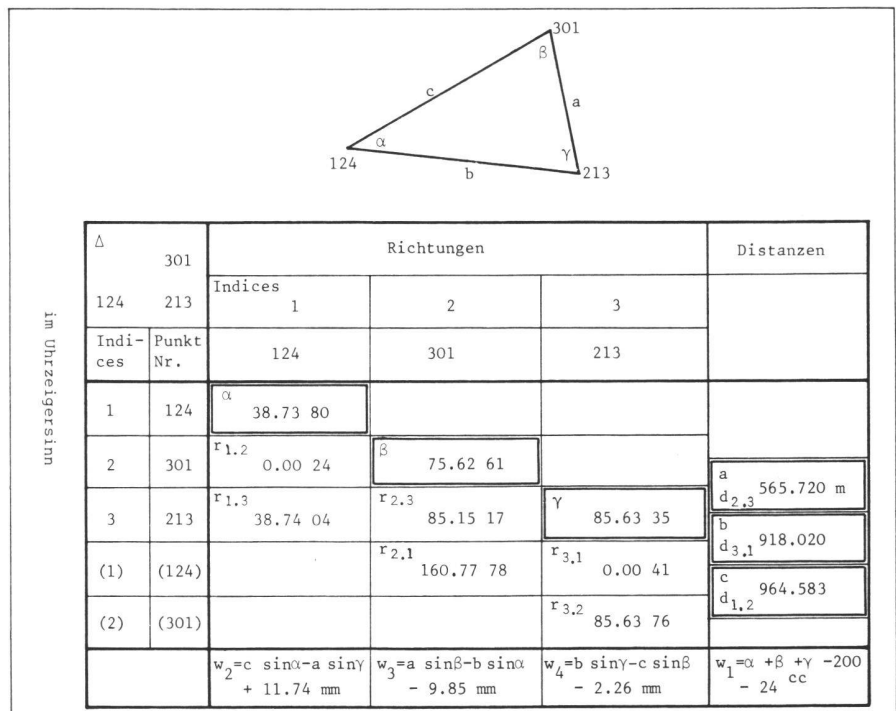 301
β
c
a
α
γ
124
b
213
im Uhrzeigersinn
Δ
301
124 213
Richtungen
Distanzen
Indices
1 2 3
Indi-
ces
Punkt
Nr.
124 301 213
1 124
α
38.73 80
2 301
r1.2
0.00 24
β
75.62 61
3 213
r1.3
38.74 04
r2.3
85.15 17
γ
85.63 35
a
d2,3 565.720 m
(1) (124)
r2.1
160.77 78
r3.1
0.00 41
b
d3,1 918.020
(2) (301)
r3.2
85.63 76
c
d1,2 964.583
w2=c sinα-a sinγ
+ 11.74 mm
w3=a sinβ-b sinα
- 9.85 mm
w4=b sinγ-c sinβ
- 2.26 mm
w1=α +β +γ -200
- 24 cc